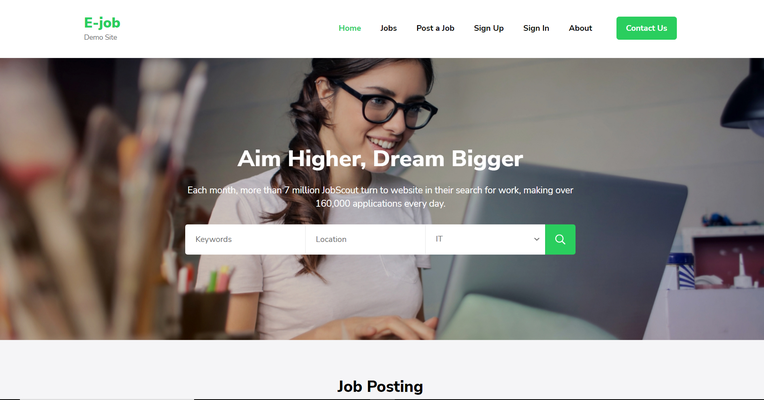 E-job
Demo Site
Home Jobs Post a Job Sign Up Sign In About Contact Us
Aim Higher, Dream Bigger
Each month, more than 7 million JobScout turn to website in their search for work, making over
160,000 applications every day.
Keywords Location IT
Job Posting